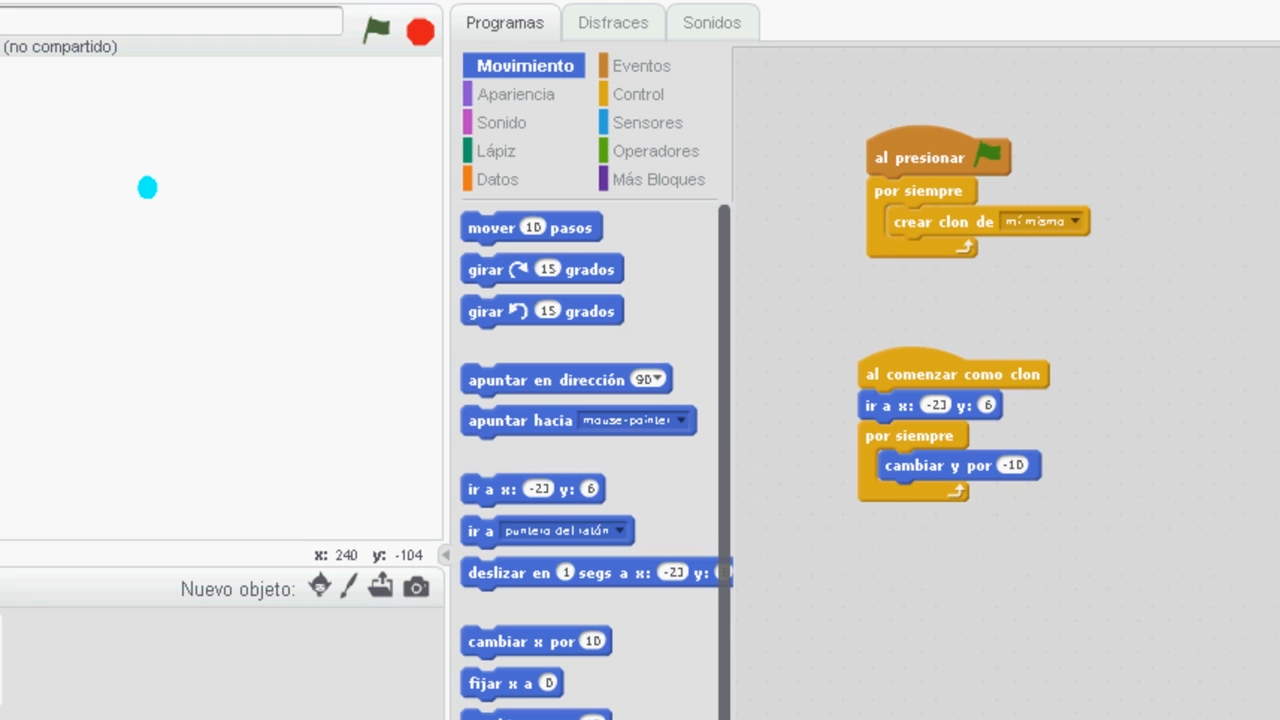 (no compartido)
x: 240 y: -104
Nuevo objeto:
Programas
Disfraces
Sonidos
Movimiento
Eventos
Apariencia
Control
Sonido
Sensores
Lápiz
Operadores
Datos
Más Bloques
mover 10 pasos
girar 15 grados
girar 15 grados
apuntar en dirección 90
apuntar hacia mouse-pointer
ir a x: y: 6
ir a puntero del ratón
deslizar en 1 segs a x: y:
cambiar x por 10
fijar x a 0
al presionar
por siempre
crear clon de mí mismo
al comenzar como clon
ir a x: y: 6
por siempre
cambiar y por -10